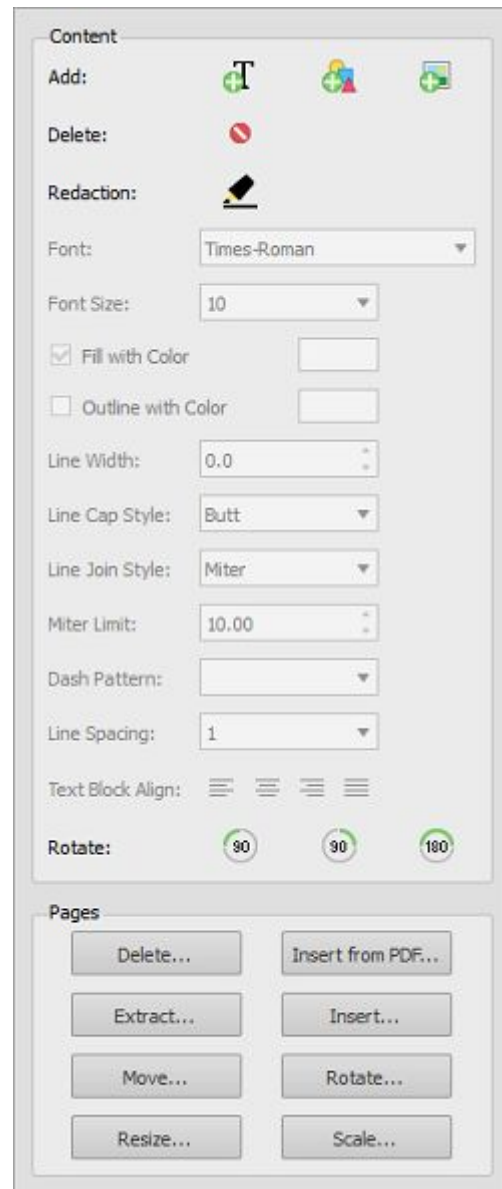 Content
Add: T
Delete:
Redaction:
Font: Times-Roman
Font Size: 10
Fill with Color
Outline with Color
Line Width: 0.0
Line Cap Style: Butt
Line Join Style: Miter
Miter Limit: 10.00
Dash Pattern:
Line Spacing: 1
Text Block Align:
Rotate: 90 90 180
Pages
Delete... Insert from PDF...
Extract... Insert...
Move... Rotate...
Resize... Scale...